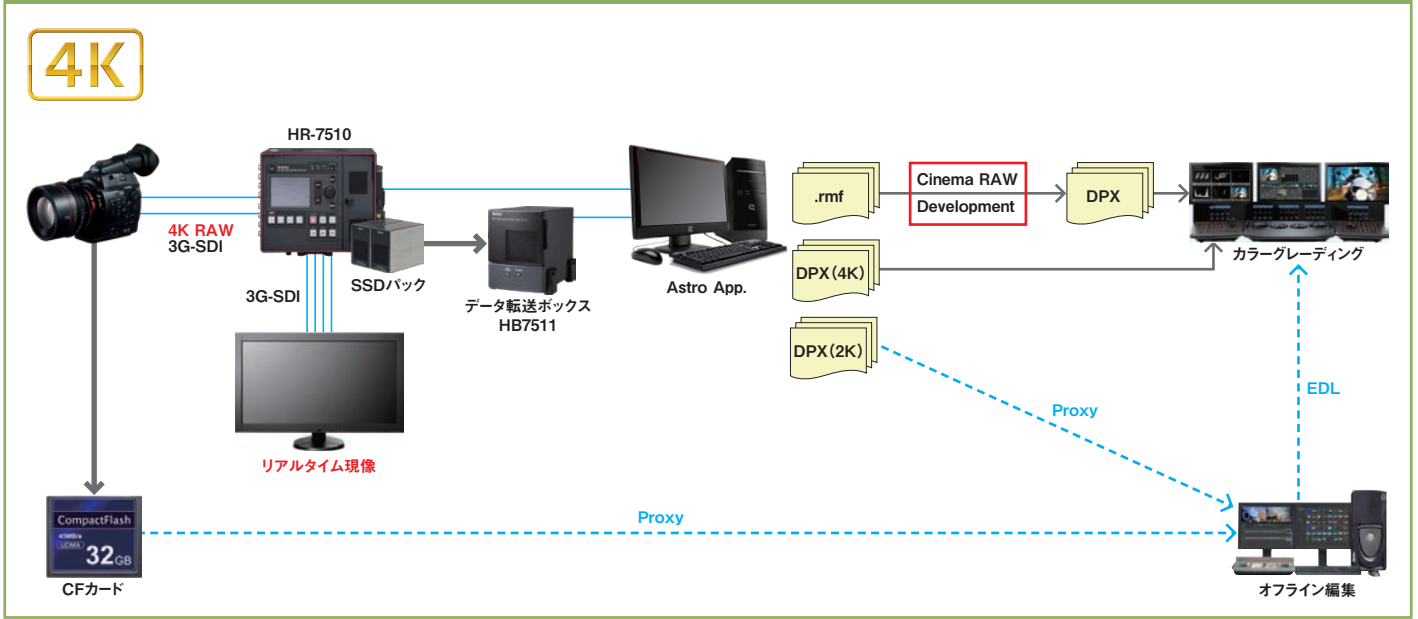 4K
HR-7510
4K RAW
3G-SDI
3G-SDI
SSDパック
データ転送ボックス
HB7511
リアルタイム現像
Astro App.
.rmf
Cinema RAW
Development
DPX
カラーグレーディング
DPX(4K)
DPX(2K)
Proxy
EDL
CompactFlash
45MB/s
UDMA
32GB
CFカード
Proxy
オフライン編集